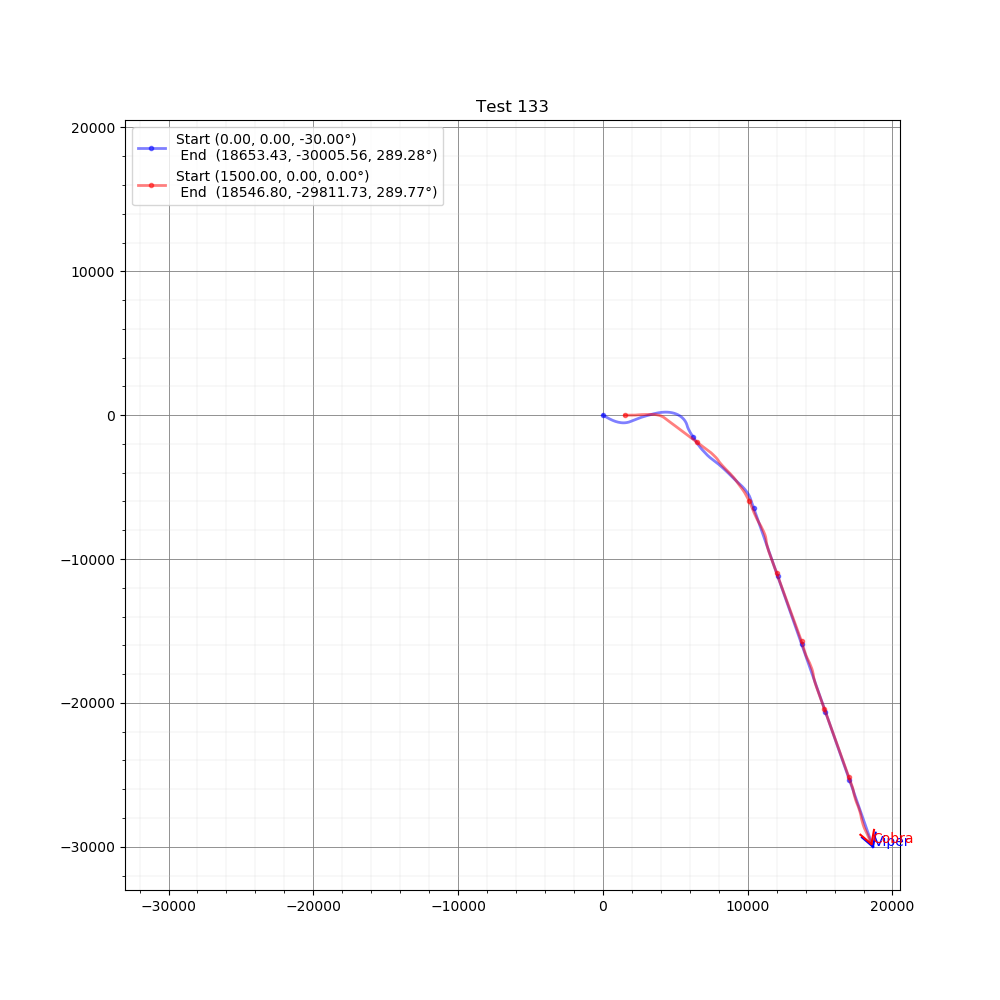 Test 133
Start (0.00, 0.00, -30.00°)
End (18653.43, -30005.56, 289.28°)
Start (1500.00, 0.00, 0.00°)
End (18546.80, -29811.73, 289.77°)
20000
10000
0
−10000
−20000
−30000
Cobra
Viper
−30000 −20000 −10000 0 10000 20000